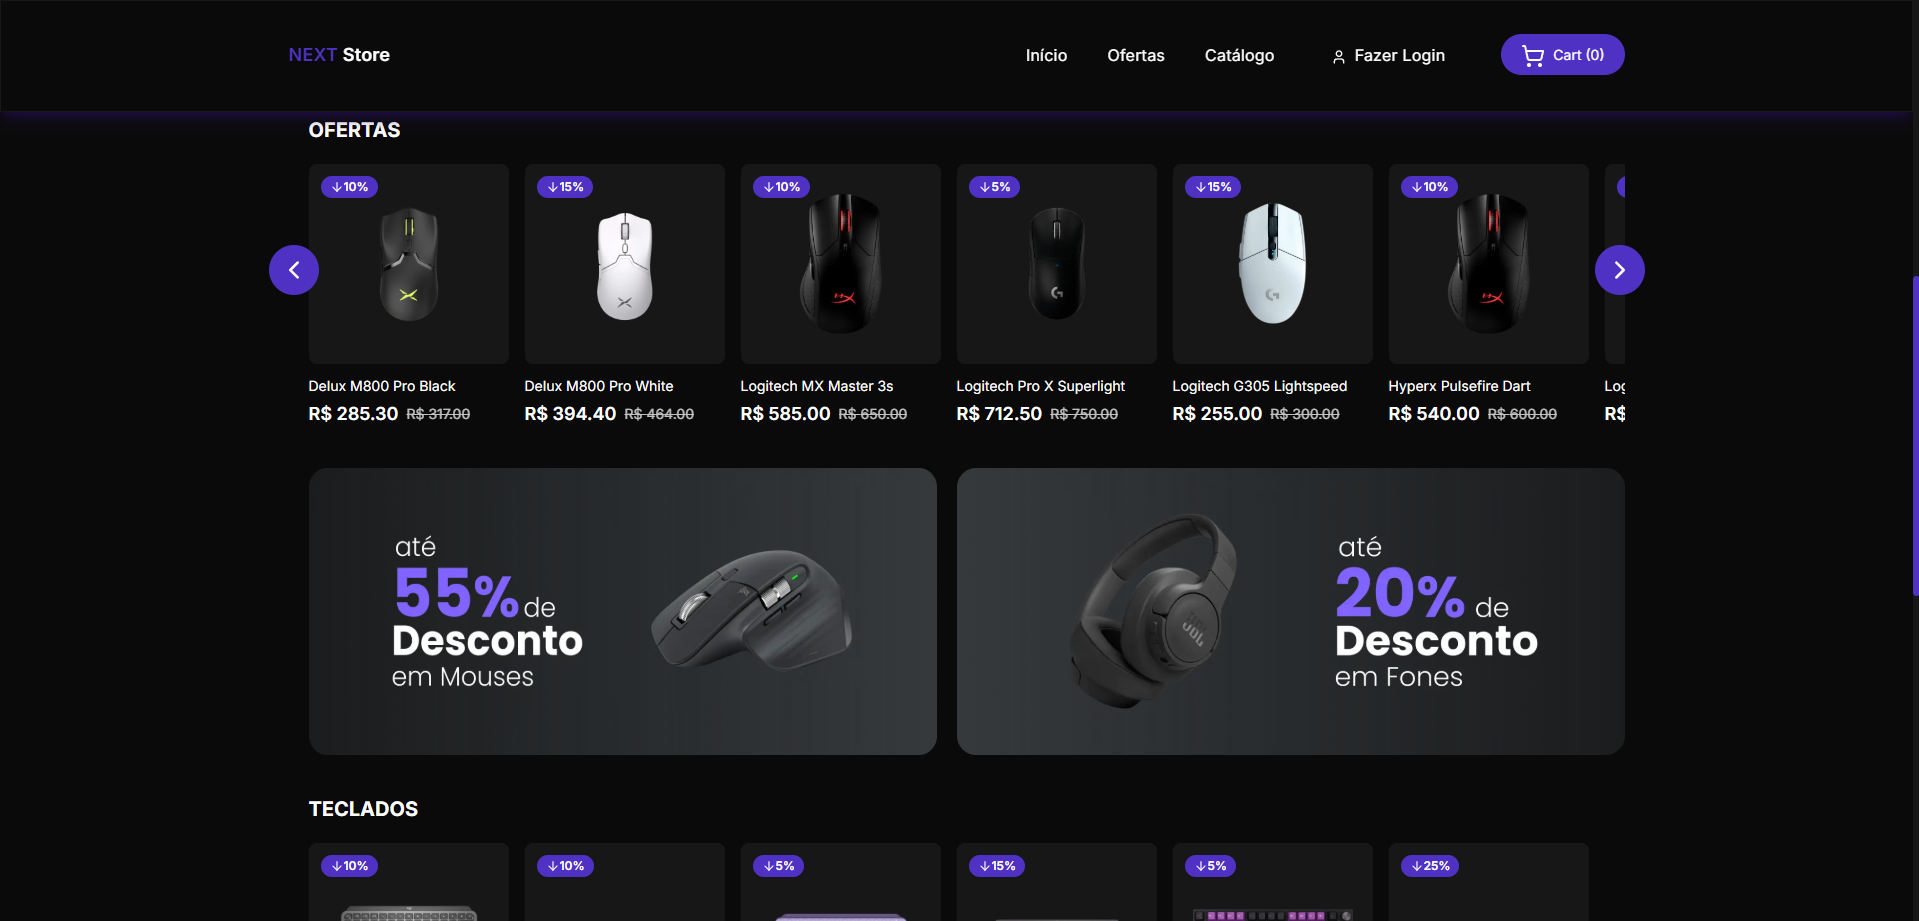 NEXT Store
Início
Ofertas
Catálogo
Fazer Login
Cart (0)
OFERTAS
↓10%
↓15%
↓10%
↓5%
↓15%
↓10%
Delux M800 Pro Black
Delux M800 Pro White
Logitech MX Master 3s
Logitech Pro X Superlight
Logitech G305 Lightspeed
Hyperx Pulsefire Dart
R$ 285.30 R$ 317.00
R$ 394.40 R$ 464.00
R$ 585.00 R$ 650.00
R$ 712.50 R$ 750.00
R$ 255.00 R$ 300.00
R$ 540.00 R$ 600.00
R$
até
55% de
Desconto
em Mouses
JBL
até
20% de
Desconto
em Fones
TECLADOS
↓10%
↓10%
↓5%
↓15%
↓5%
↓25%